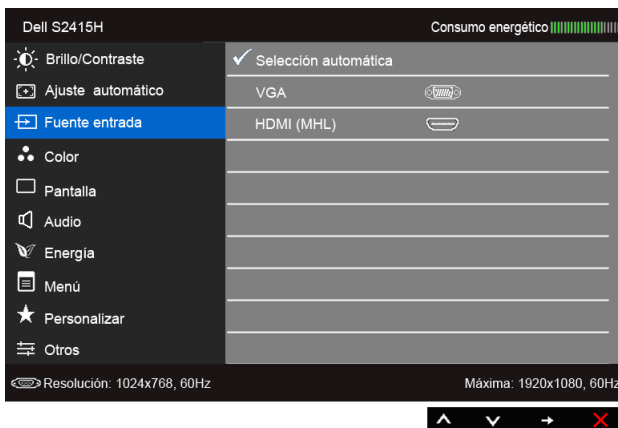 Dell S2415H Consumo energético
Brillo/Contraste Selección automática
Ajuste automático VGA
Fuente entrada HDMI (MHL)
Color
Pantalla
Audio
Energía
Menú
Personalizar
Otros
Resolución: 1024x768, 60Hz Máxima: 1920x1080, 60Hz